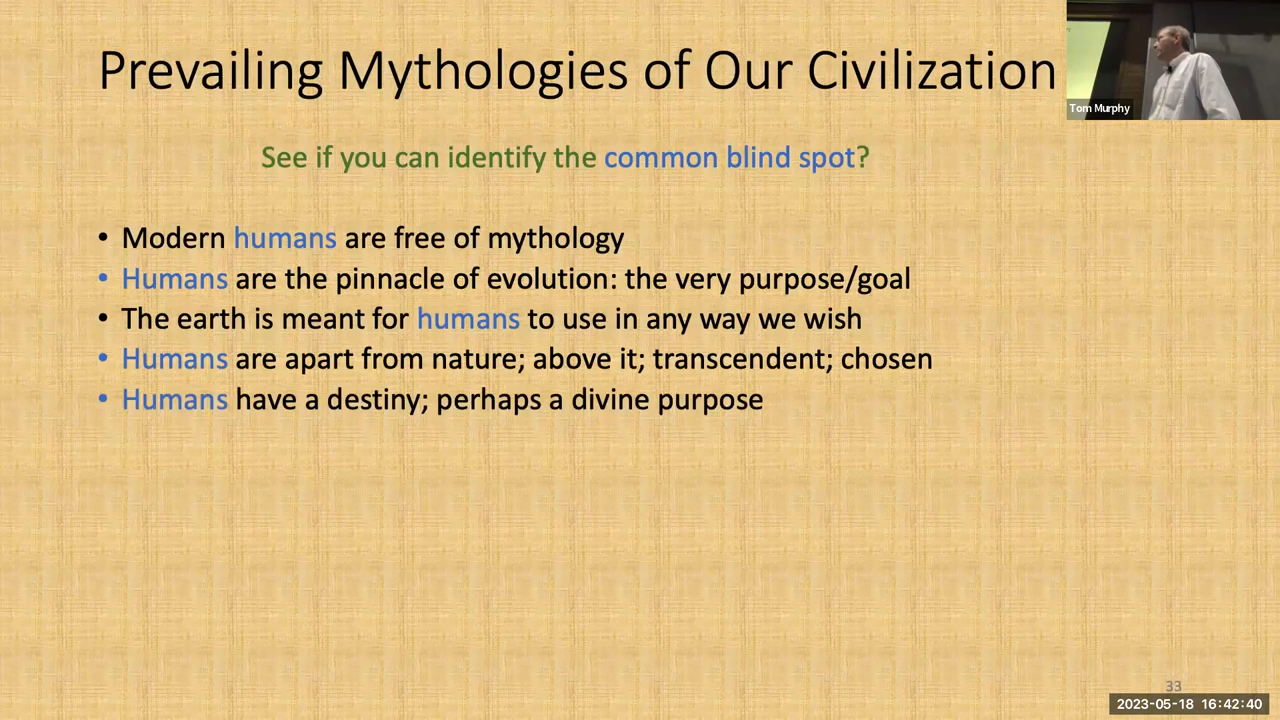 Prevailing Mythologies of Our Civilization
Tom Murphy
See if you can identify the common blind spot?
• Modern humans are free of mythology
• Humans are the pinnacle of evolution: the very purpose/goal
• The earth is meant for humans to use in any way we wish
• Humans are apart from nature; above it; transcendent; chosen
• Humans have a destiny; perhaps a divine purpose
33
2023-05-18 16:42:40